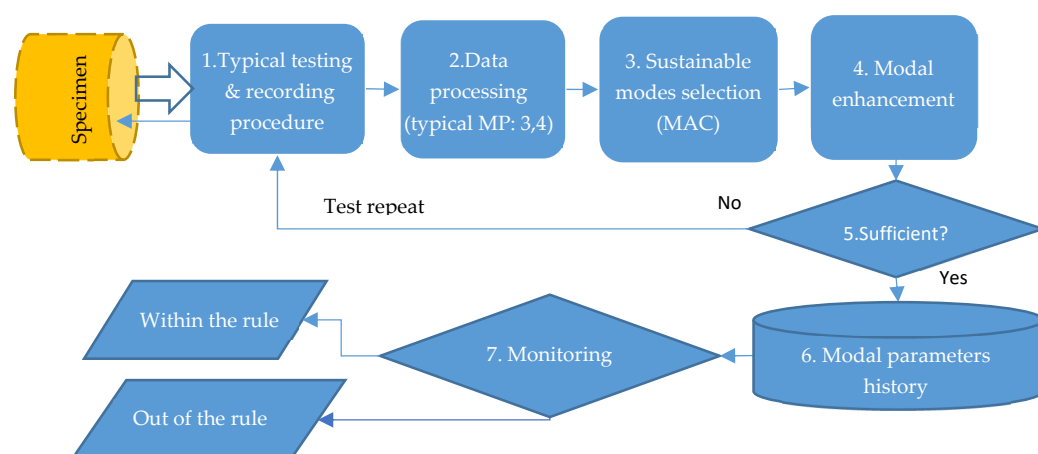 Specimen
1.Typical testing
& recording
procedure
2.Data
processing
(typical MP: 3,4)
3. Sustainable
modes selection
(MAC)
4. Modal
enhancement
Test repeat
No
5.Sufficient?
Yes
Within the rule
7. Monitoring
6. Modal parameters
history
Out of the rule